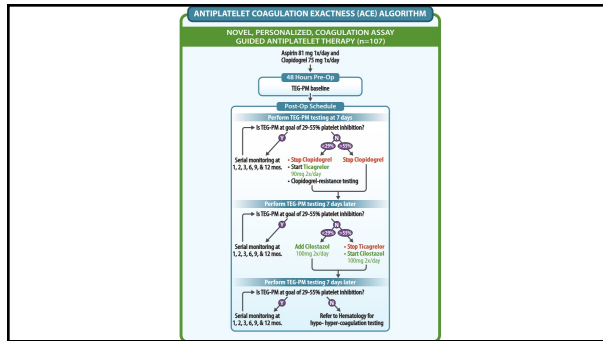 ANTIPLATELET COAGULATION EXACTNESS (ACE) ALGORITHM
NOVEL, PERSONALIZED, COAGULATION ASSAY
GUIDED ANTIPLATELET THERAPY (n=107)
Aspirin 81 mg 1x/day and
Clopidogrel 75 mg 1x/day
48 Hours Pre-Op
TEG-PM baseline
Post-Op Schedule
Perform TEG-PM testing at 7 days
Is TEG-PM at goal of 29-55% platelet inhibition?
Y
N
<29%
>55%
Serial monitoring at
1, 2, 3, 6, 9, & 12 mos.
• Stop Clopidogrel
• Start Ticagrelor
90mg 2x/day
• Clopidogrel-resistance testing
Stop Clopidogrel
Perform TEG-PM testing 7 days later
Is TEG-PM at goal of 29-55% platelet inhibition?
Y
N
<29%
>55%
Serial monitoring at
1, 2, 3, 6, 9, & 12 mos.
Add Cilostazol
100mg 2x/day
• Stop Ticagrelor
• Start Cilostazol
100mg 2x/day
Perform TEG-PM testing 7 days later
Is TEG-PM at goal of 29-55% platelet inhibition?
Y
N
Serial monitoring at
1, 2, 3, 6, 9, & 12 mos.
Refer to Hematology for
hypo- hyper-coagulation testing